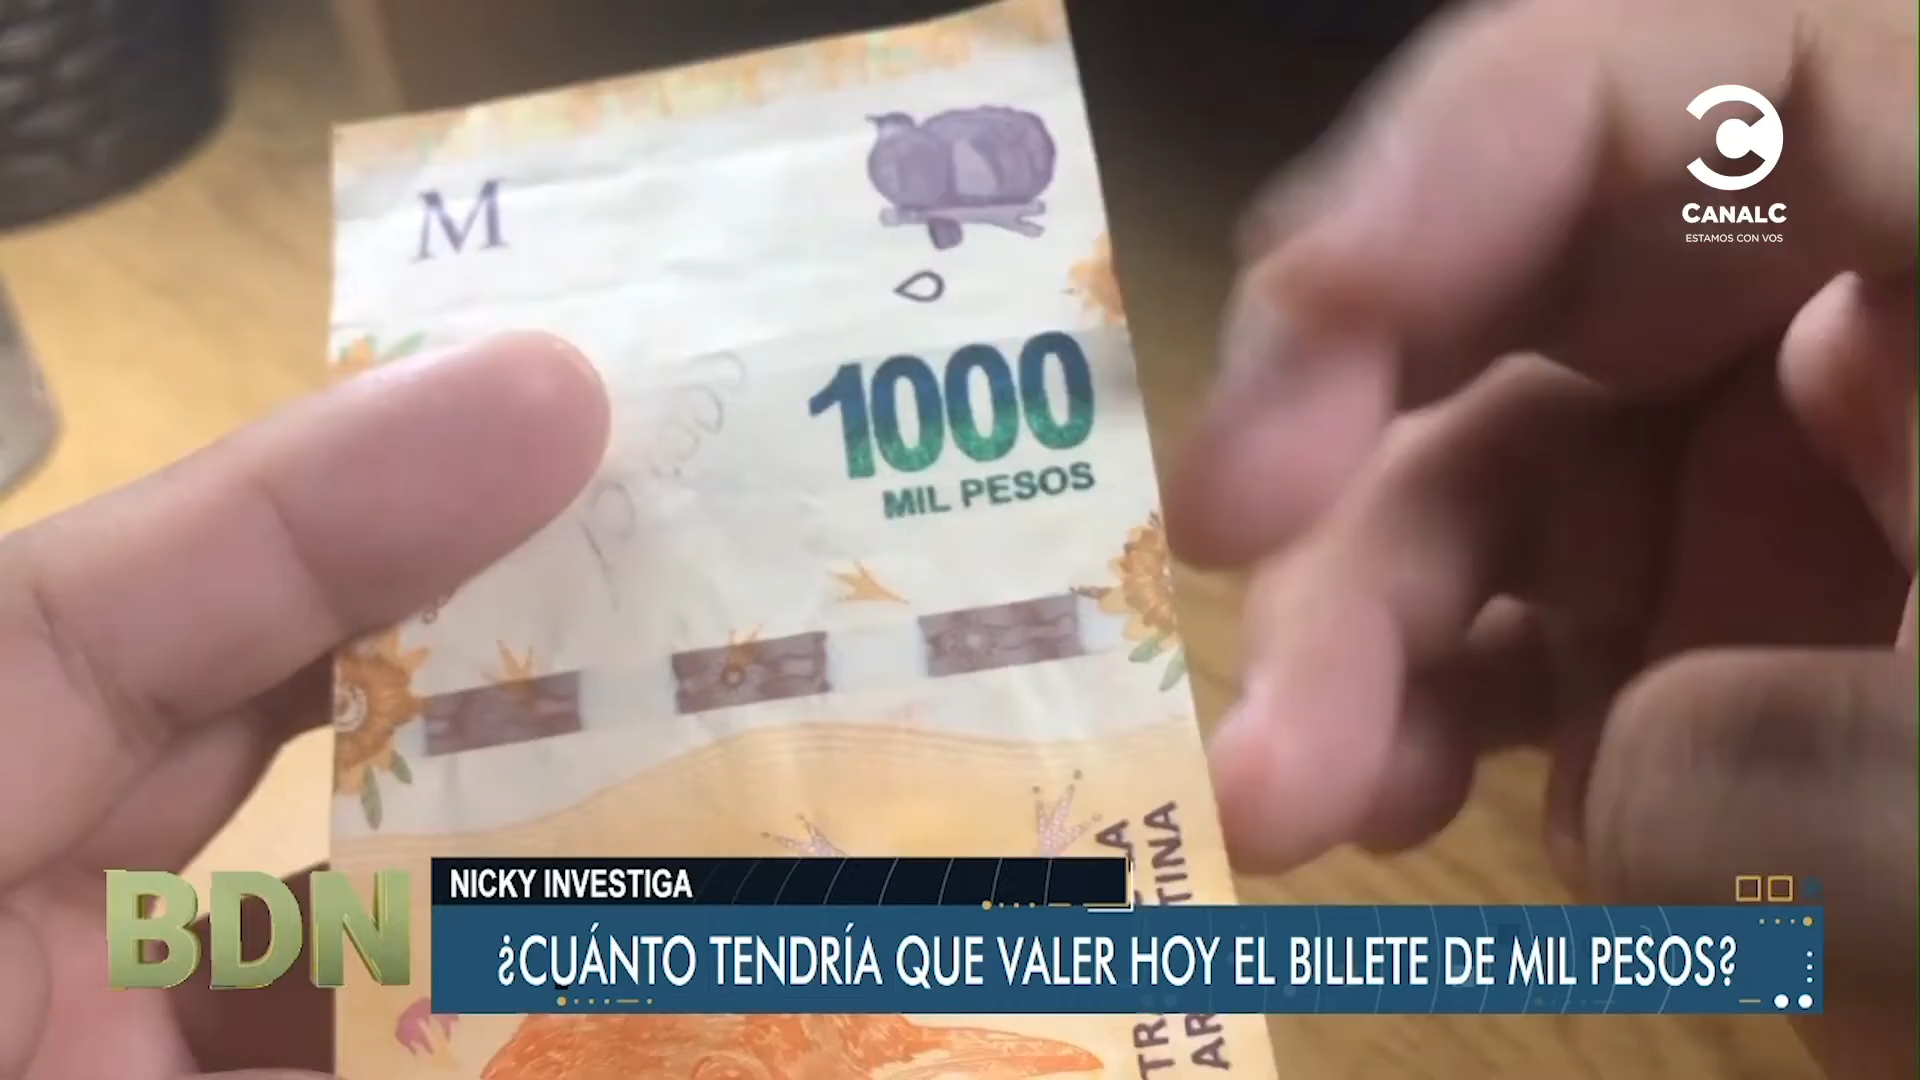 CANALC
ESTAMOS CON VOS
M
1000
MIL PESOS
BDN
NICKY INVESTIGA
¿CUÁNTO TENDRÍA QUE VALER HOY EL BILLETE DE MIL PESOS?